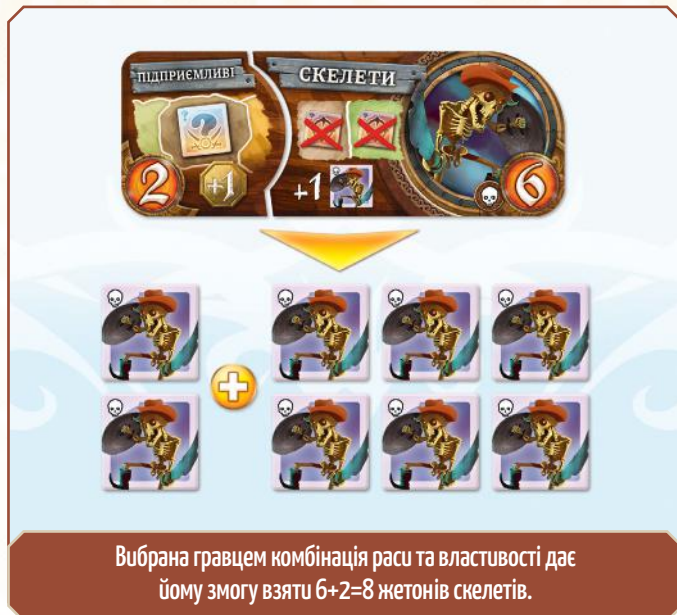 ПІДПРИЄМЛИВІ
СКЕЛЕТИ
?
2
+1
+1
6
Вибрана гравцем комбінація раси та властивості дає
йому змогу взяти 6+2=8 жетонів скелетів.